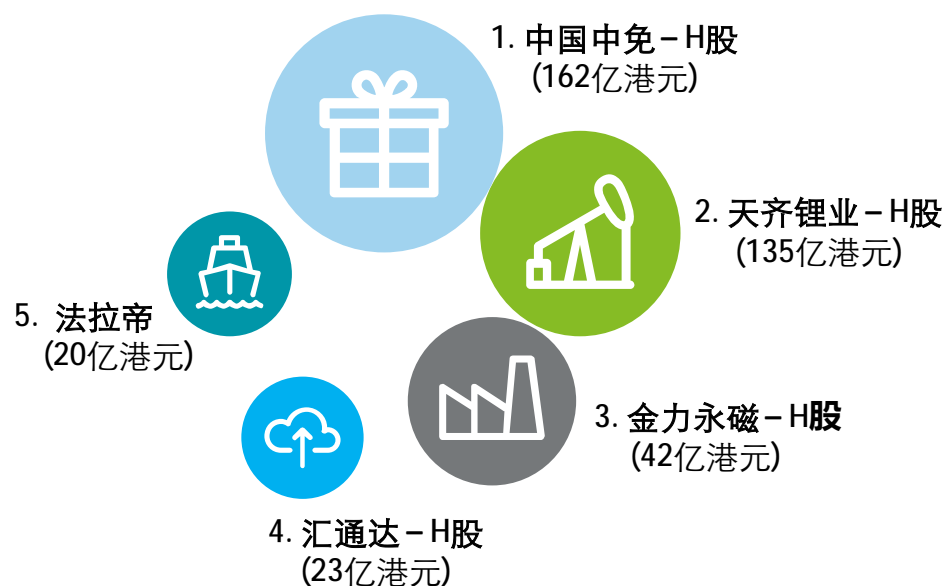 1. 中国中免 – H股
(162亿港元)
2. 天齐锂业 – H股
(135亿港元)
3. 金力永磁 – H股
(42亿港元)
4. 汇通达 – H股
(23亿港元)
5. 法拉帝
(20亿港元)